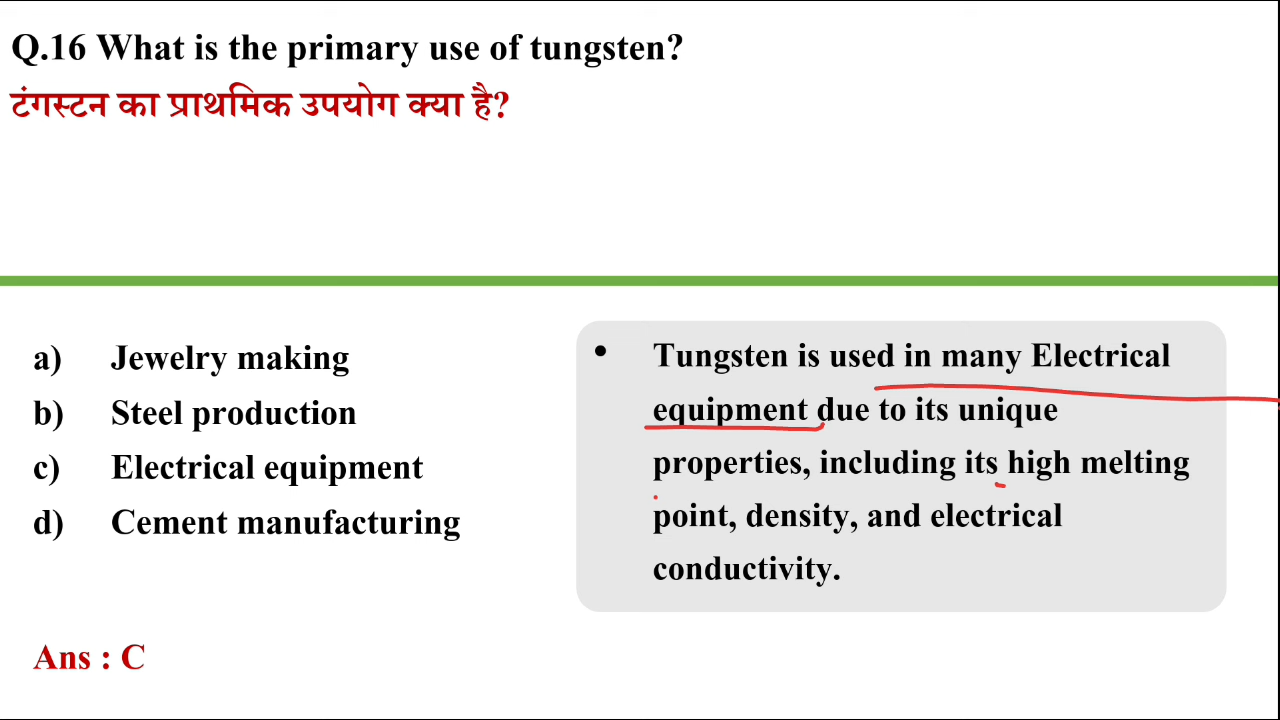 Q.16 What is the primary use of tungsten?
टंगस्टन का प्राथमिक उपयोग क्या है?
a) Jewelry making
b) Steel production
c) Electrical equipment
d) Cement manufacturing
• Tungsten is used in many Electrical
equipment due to its unique
properties, including its high melting
point, density, and electrical
conductivity.
Ans : C